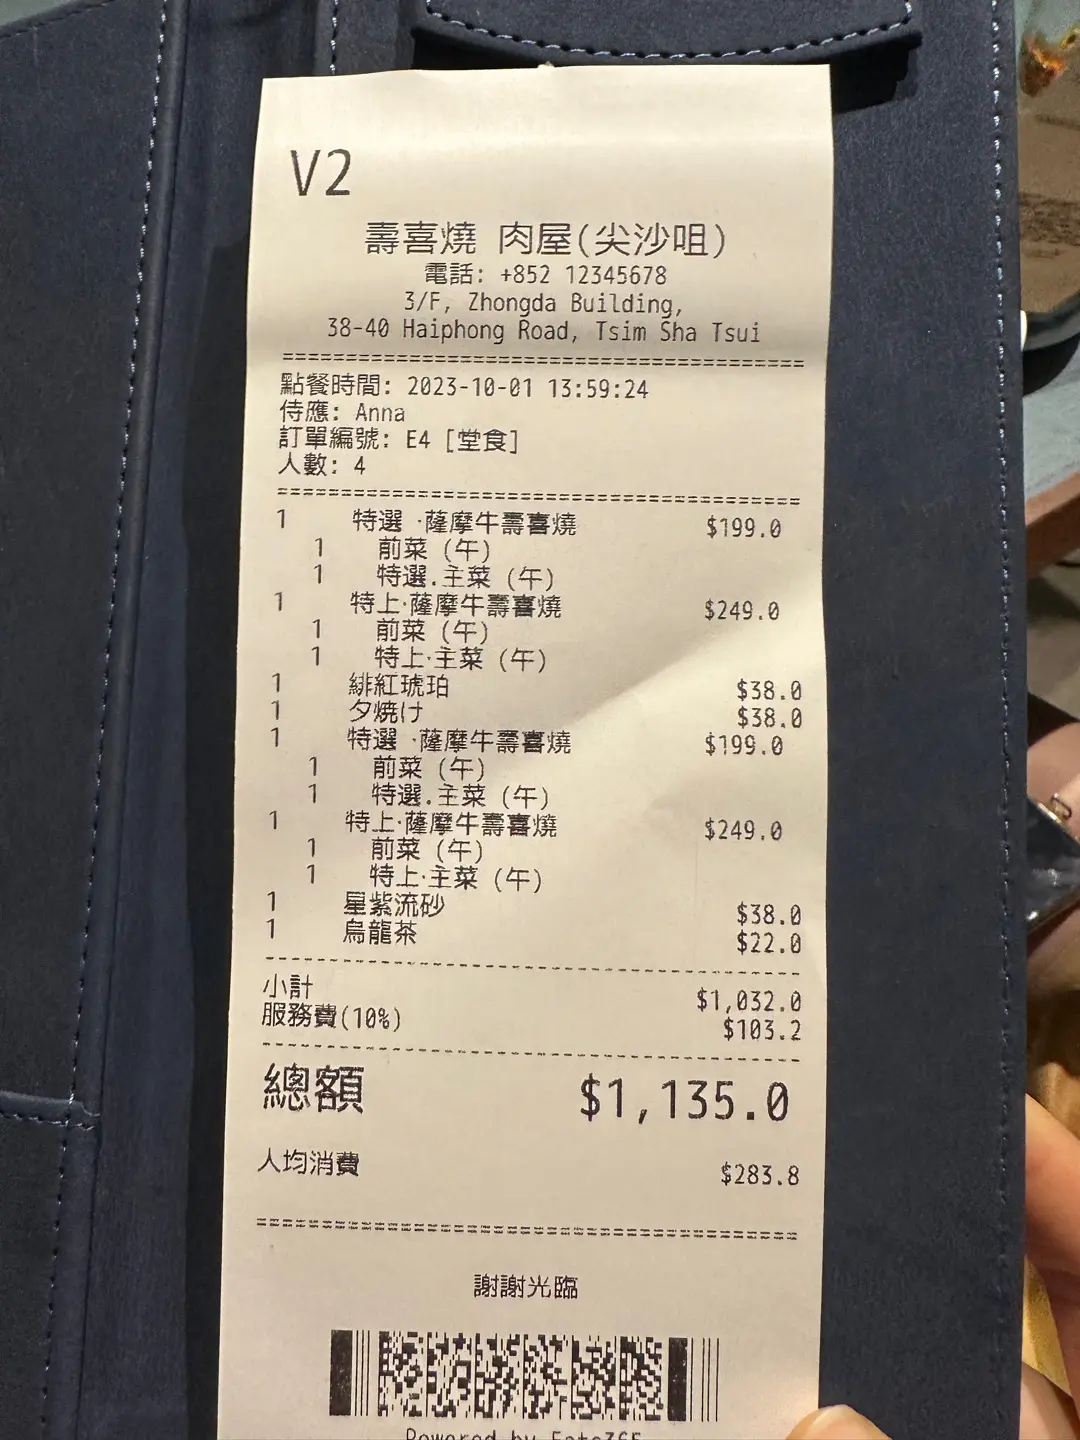 V2
壽喜燒 肉屋(尖沙咀)
電話: +852 12345678
3/F, Zhongda Building,
38-40 Haiphong Road, Tsim Sha Tsui
點餐時間: 2023-10-01 13:59:24
侍應: Anna
訂單編號: E4 [堂食]
人數: 4
1 特選 ·薩摩牛壽喜燒 $199.0
1 前菜 (午)
1 特選.主菜 (午)
1 特上·薩摩牛壽喜燒 $249.0
1 前菜 (午)
1 特上·主菜 (午)
1 緋紅琥珀 $38.0
1 夕焼け $38.0
1 特選 ·薩摩牛壽喜燒 $199.0
1 前菜 (午)
1 特選.主菜 (午)
1 特上·薩摩牛壽喜燒 $249.0
1 前菜 (午)
1 特上·主菜 (午)
1 星紫流砂 $38.0
1 烏龍茶 $22.0
小計 $1,032.0
服務費(10%) $103.2
總額 $1,135.0
人均消費 $283.8
謝謝光臨
Powered by Eats365